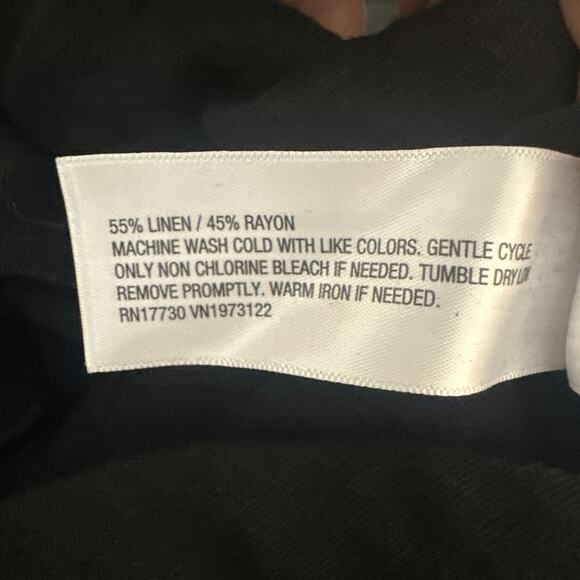 55% LINEN / 45% RAYON
MACHINE WASH COLD WITH LIKE COLORS. GENTLE CYCLE
ONLY NON CHLORINE BLEACH IF NEEDED. TUMBLE DRY LOW
REMOVE PROMPTLY. WARM IRON IF NEEDED.
RN17730 VN1973122